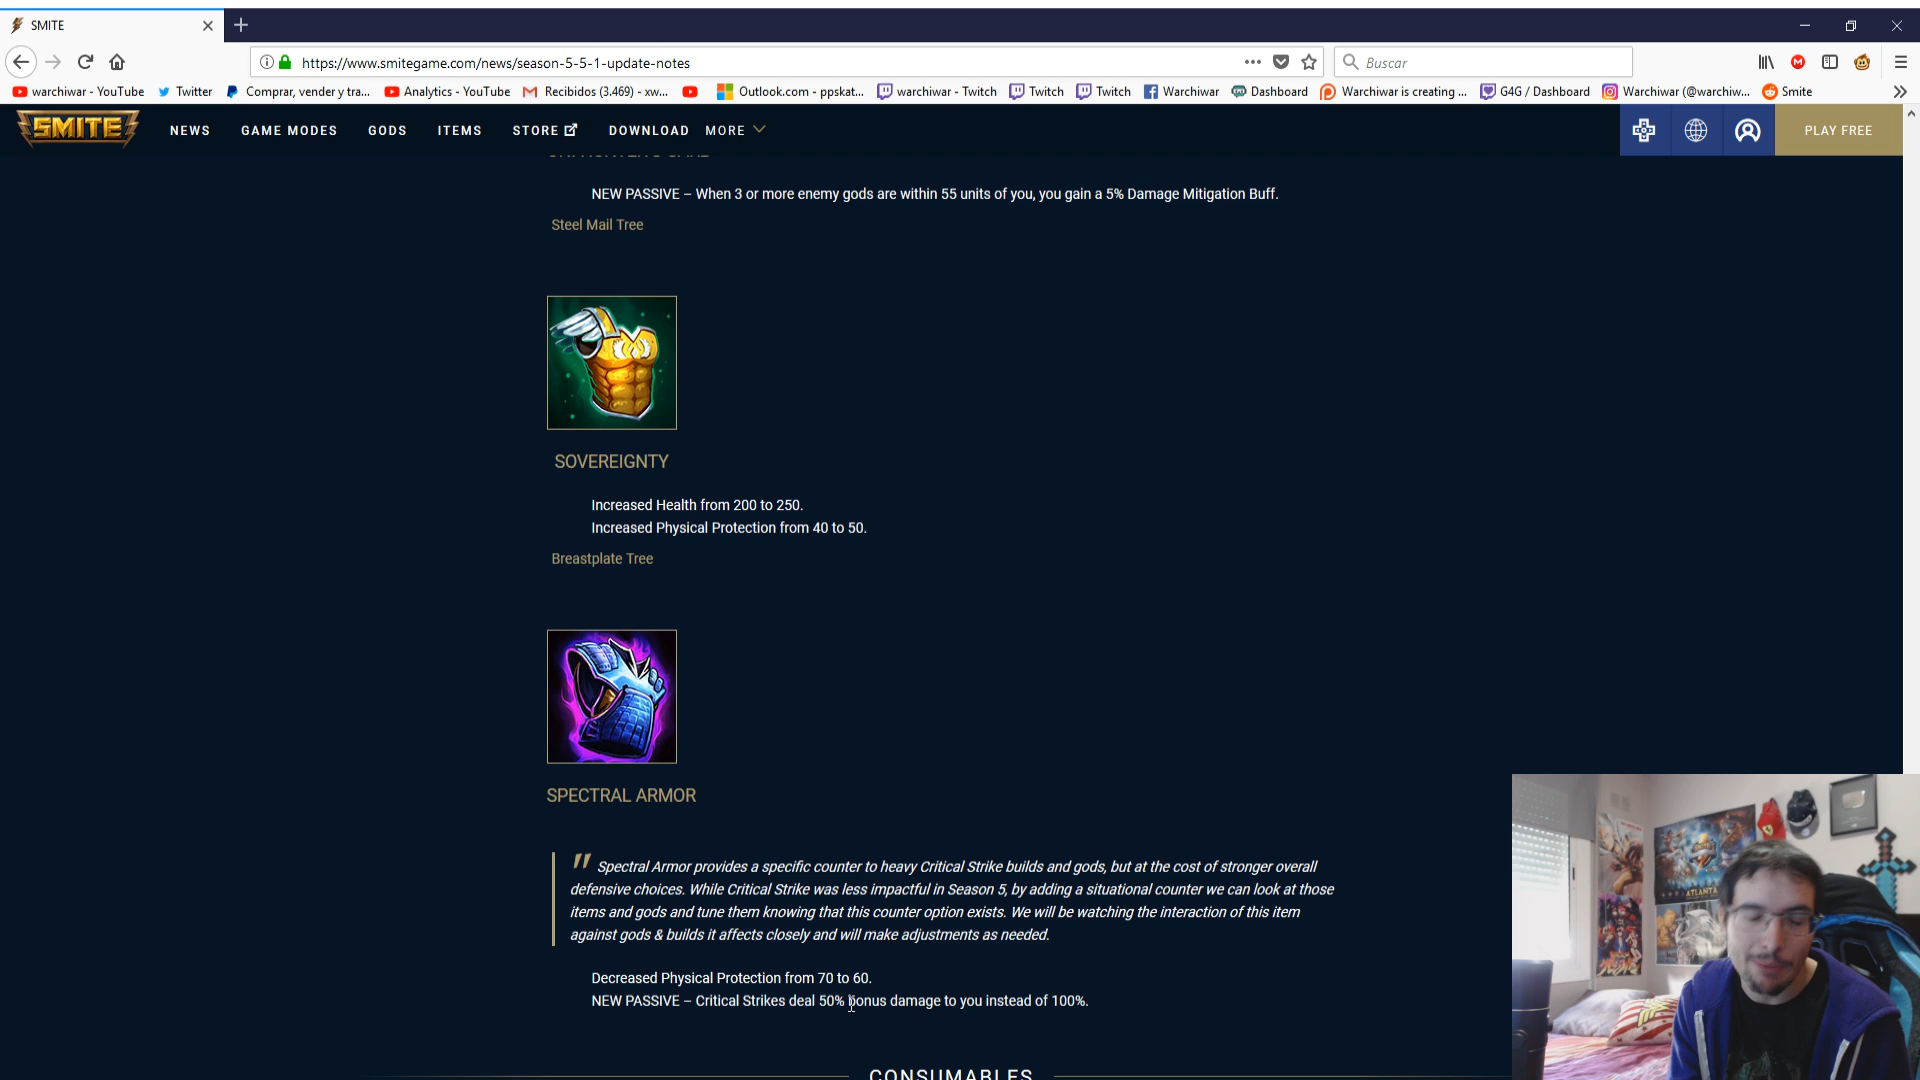 SMITE
https://www.smitegame.com/news/season-5-5-1-update-notes
Buscar
warchiwar - YouTube
Twitter
Comprar, vender y tra...
Analytics - YouTube
Recibidos (3.469) - xw...
Outlook.com - ppskat...
warchiwar - Twitch
Twitch
Twitch
Warchiwar
Dashboard
Warchiwar is creating ...
G4G / Dashboard
Warchiwar (@warchiw...
Smite
SMITE
NEWS
GAME MODES
GODS
ITEMS
STORE
DOWNLOAD
MORE
PLAY FREE
NEW PASSIVE – When 3 or more enemy gods are within 55 units of you, you gain a 5% Damage Mitigation Buff.
Steel Mail Tree
SOVEREIGNTY
Increased Health from 200 to 250.
Increased Physical Protection from 40 to 50.
Breastplate Tree
SPECTRAL ARMOR
" Spectral Armor provides a specific counter to heavy Critical Strike builds and gods, but at the cost of stronger overall
defensive choices. While Critical Strike was less impactful in Season 5, by adding a situational counter we can look at those
items and gods and tune them knowing that this counter option exists. We will be watching the interaction of this item
against gods & builds it affects closely and will make adjustments as needed.
Decreased Physical Protection from 70 to 60.
NEW PASSIVE – Critical Strikes deal 50% bonus damage to you instead of 100%.
CONSUMABLES
ATLANTA